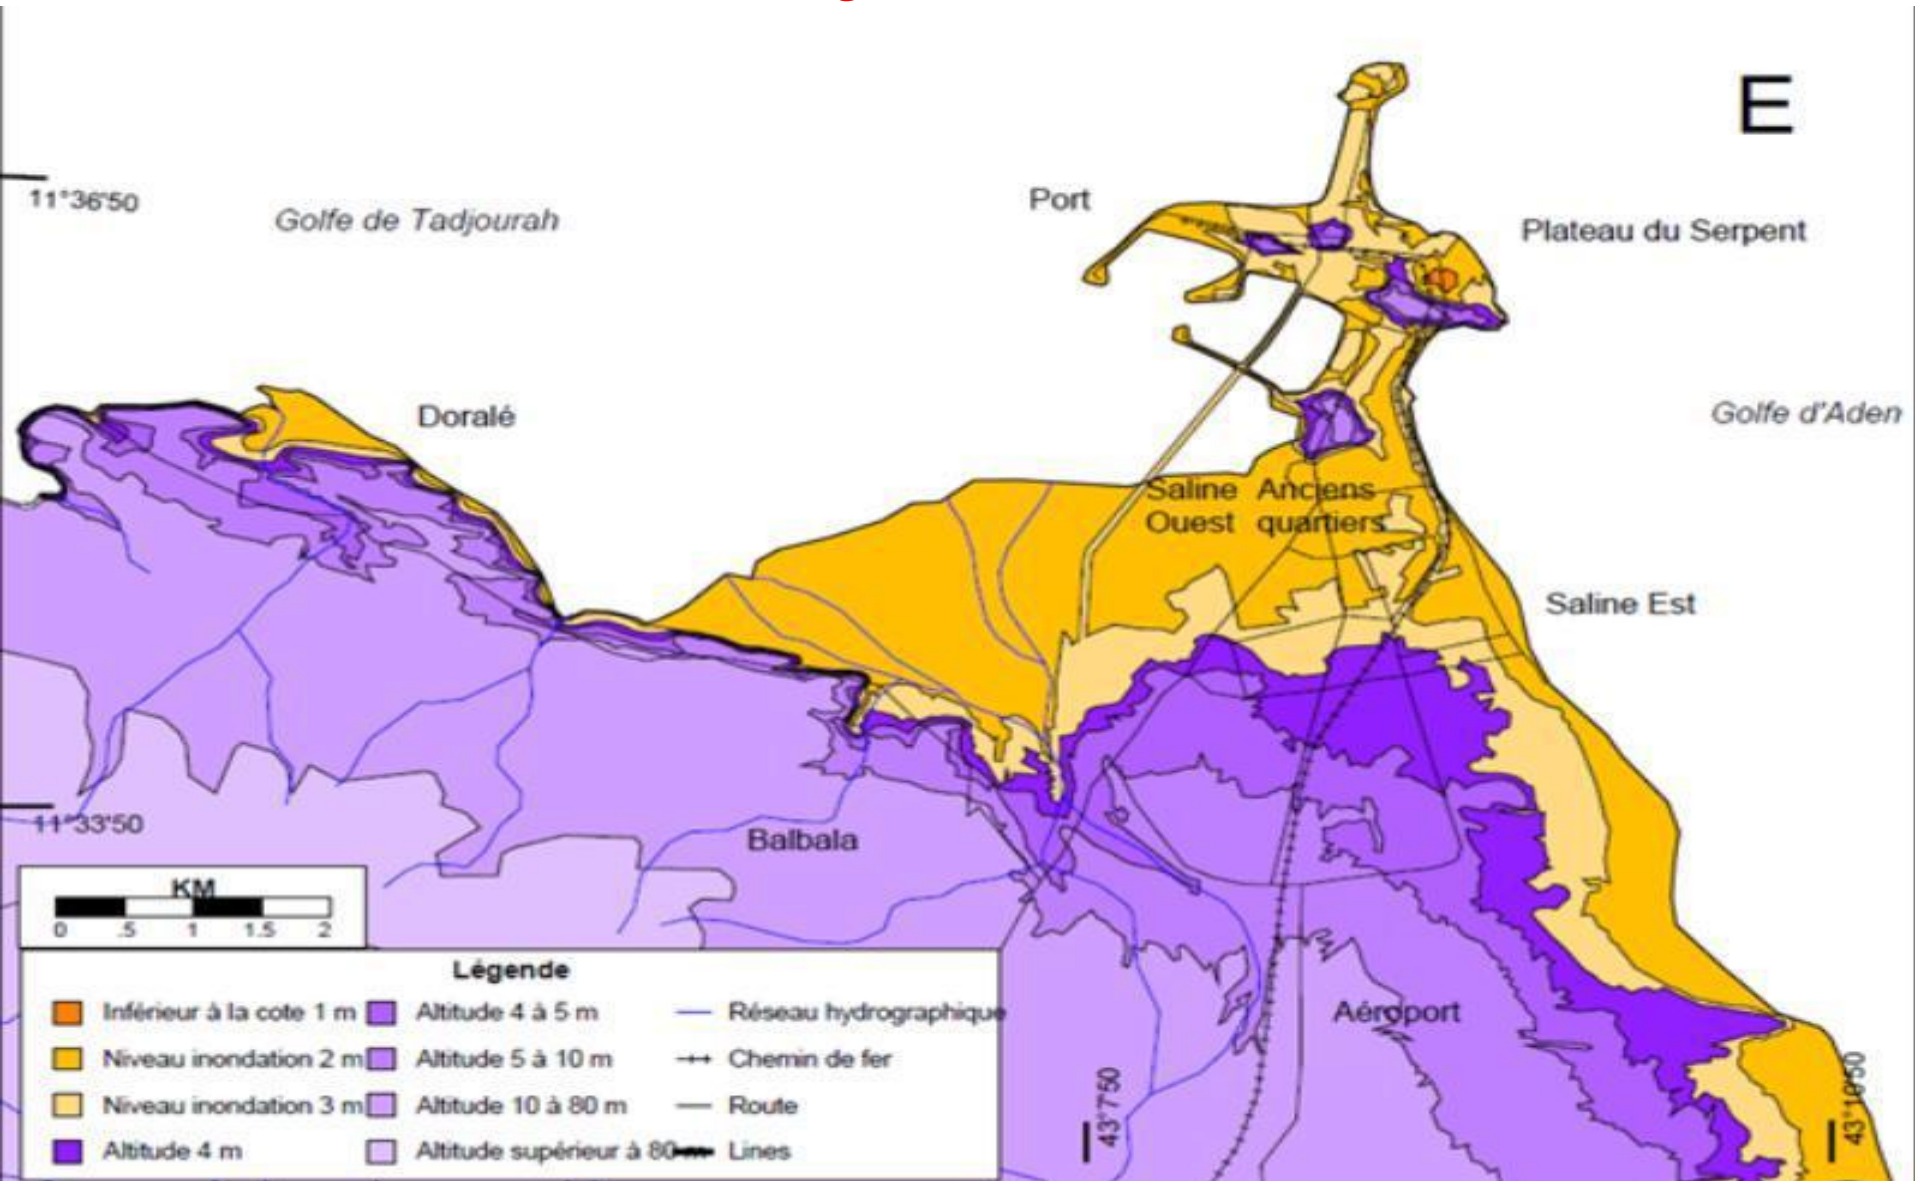 E
Port
11°36'50
Golfe de Tadjourah
Plateau du Serpent
Doralé
Golfe d'Aden
Saline Anciens
Ouest quartiers
Saline Est
11°33'50
Balbala
KM
0 .5 1 1.5 2
Légende
Inférieur à la cote 1 m
Niveau inondation 2 m
Niveau inondation 3 m
Altitude 4 m
Altitude 4 à 5 m
Altitude 5 à 10 m
Altitude 10 à 80 m
Altitude supérieur à 80 m
Réseau hydrographique
Chemin de fer
Route
Lines
Aéroport
43°7'50
43°10'50